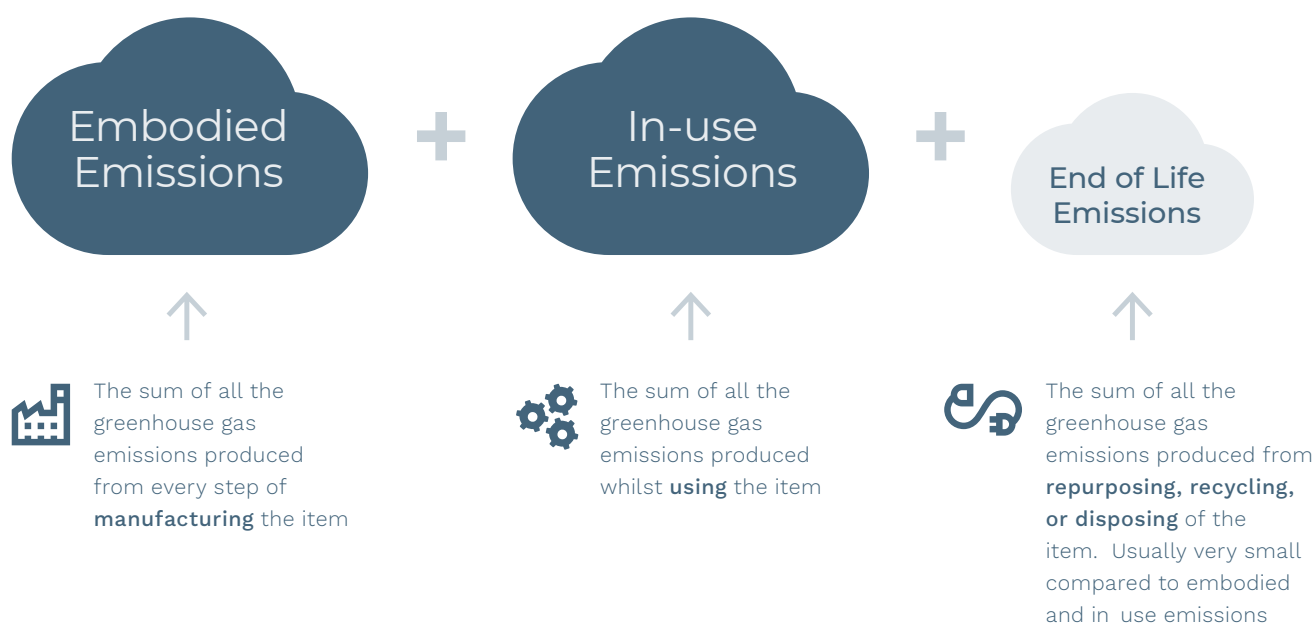 Embodied
Emissions
In-use
Emissions
End of Life
Emissions
The sum of all the
greenhouse gas
emissions produced
from every step of
manufacturing the item
The sum of all the
greenhouse gas
emissions produced
whilst using the item
The sum of all the
greenhouse gas
emissions produced from
repurposing, recycling,
or disposing of the
item.  Usually very small
compared to embodied
and in  use emissions